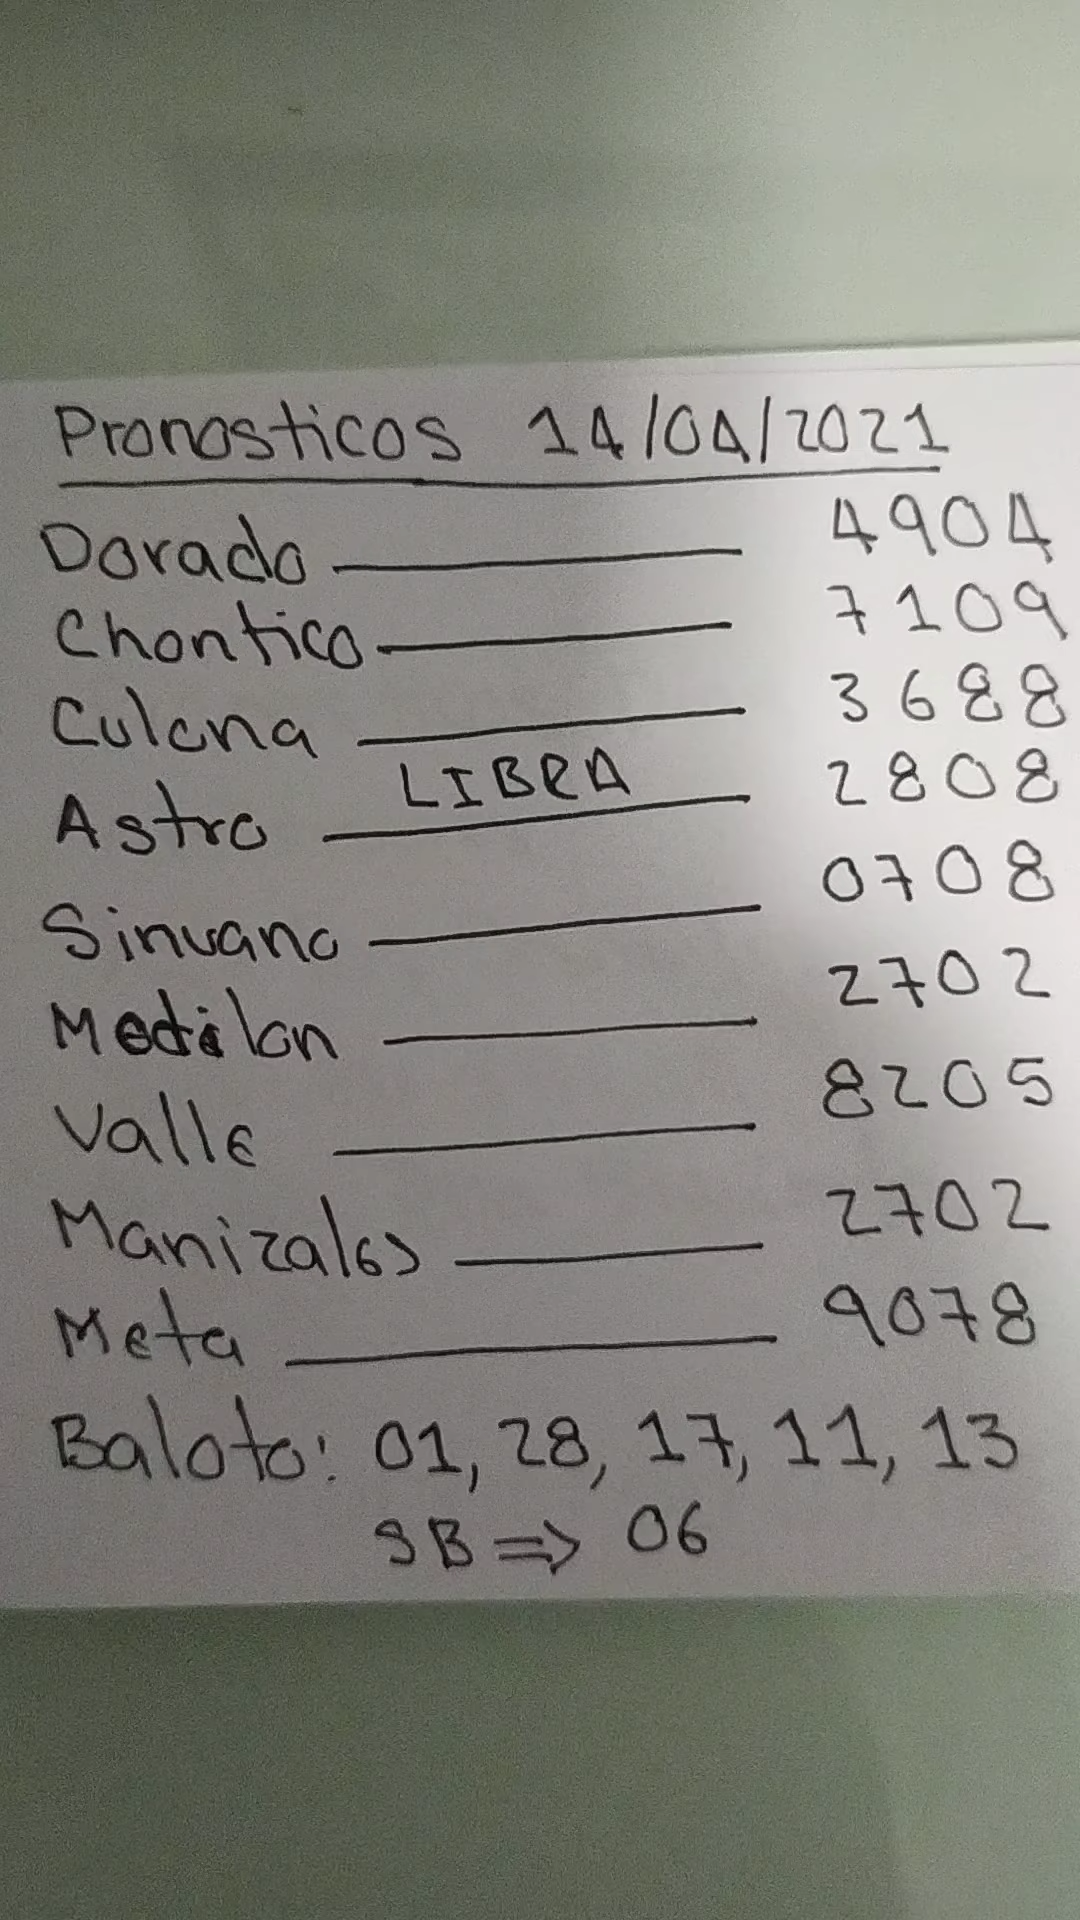 Pronosticos 14/04/2021
Dorado 4904
Chontico 7109
Culona 3688
Astro LIBRA 2808
Sinuano 0708
Medilon 2702
Valle 8205
Manizales 2702
Meta 9078
Baloto: 01, 28, 17, 11, 13
SB => 06